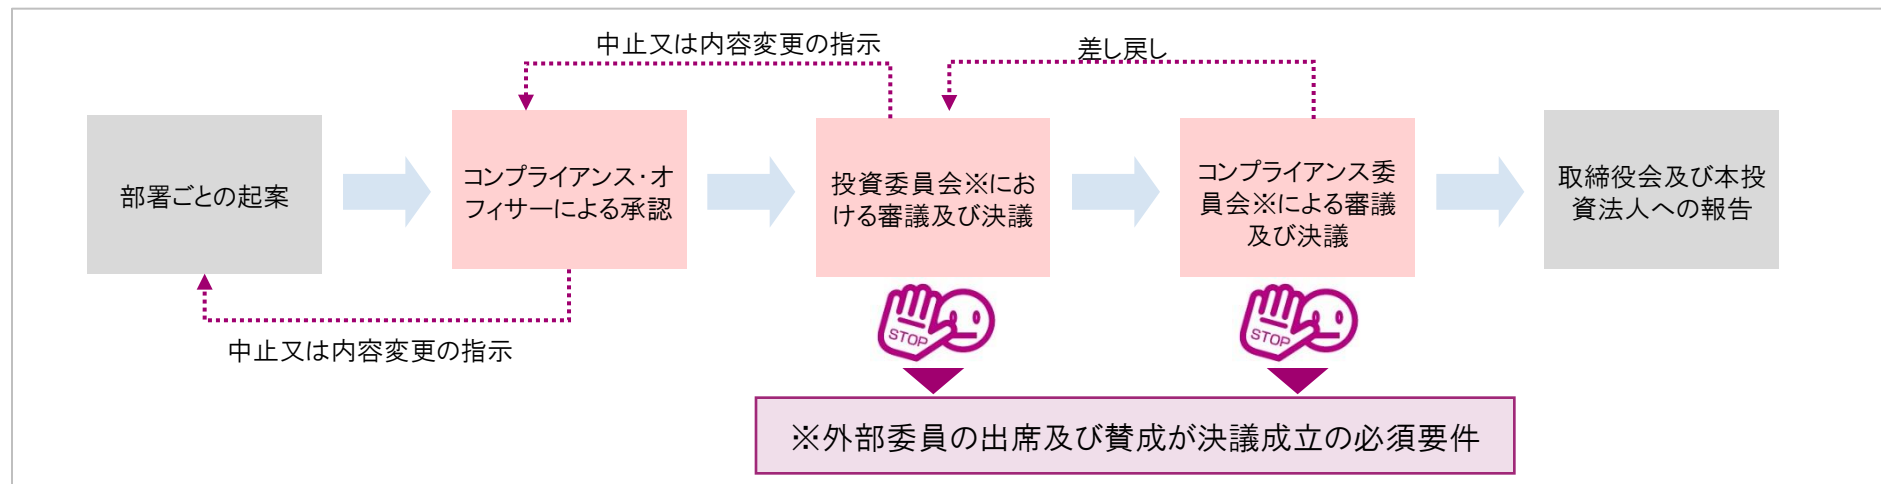 中止又は内容変更の指示
差し戻し
部署ごとの起案
コンプライアンス・オ
フィサーによる承認
投資委員会※にお
ける審議及び決議
コンプライアンス委
員会※による審議
及び決議
取締役会及び本投
資法人への報告
中止又は内容変更の指示
STOP
STOP
※外部委員の出席及び賛成が決議成立の必須要件